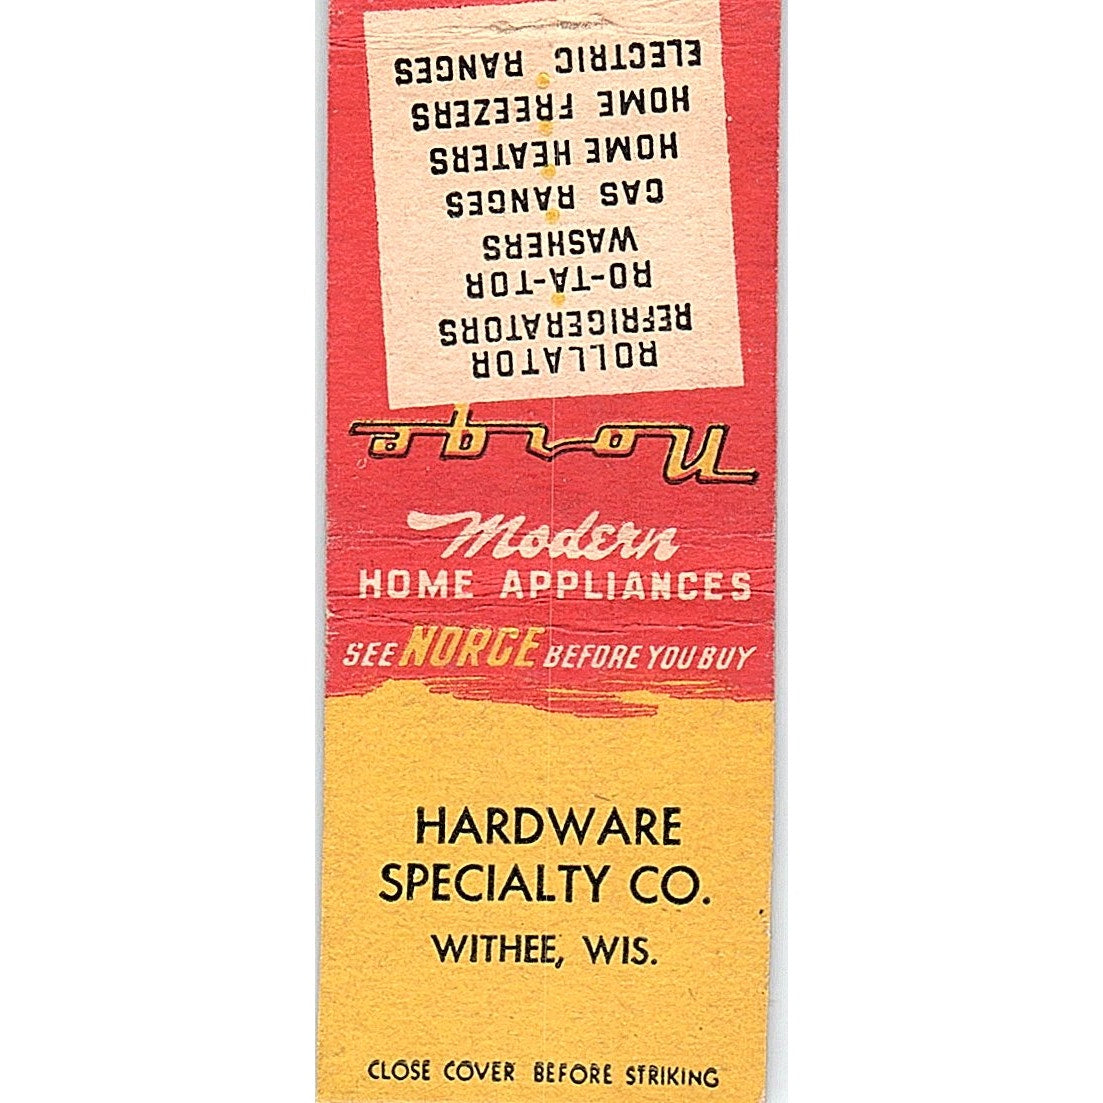 Norge
ROLLATOR
REFRIGERATORS
RO-TA-TOR
WASHERS
GAS RANGES
HOME HEATERS
HOME FREEZERS
ELECTRIC RANGES
Modern
HOME APPLIANCES
SEE NORGE BEFORE YOU BUY
HARDWARE
SPECIALTY CO.
WITHEE, WIS.
CLOSE COVER BEFORE STRIKING